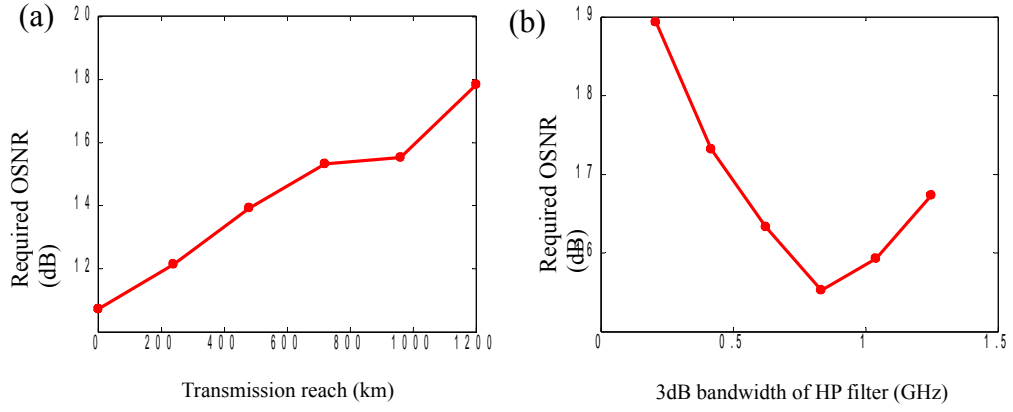 (a)
20
18
16
14
12
Required OSNR
(dB)
0 200 400 600 800 1000 1200
Transmission reach (km)
(b)
19
18
17
16
Required OSNR
(dB)
0 0.5 1 1.5
3dB bandwidth of HP filter (GHz)